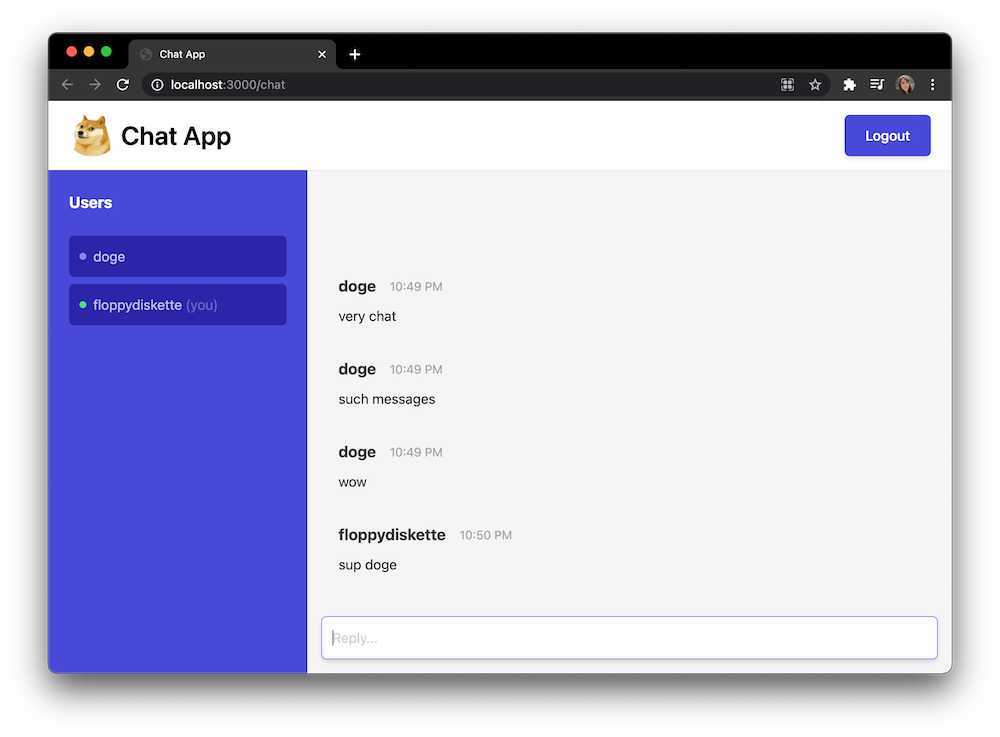 Chat App
localhost:3000/chat
Chat App
Logout
Users
doge
floppydiskette (you)
doge 10:49 PM
very chat
doge 10:49 PM
such messages
doge 10:49 PM
wow
floppydiskette 10:50 PM
sup doge
Reply...